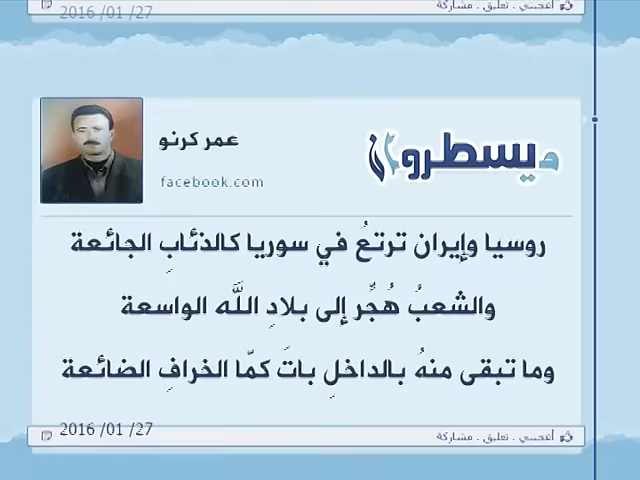 2016 /01 /27
أعجبني . تعليق . مشاركة
عمر كرنو
facebook.com
ويسطرون
روسيا وإيران ترتعُ في سوريا كالذئابِ الجائعة
والشعبُ هُجِّر إلى بلادِ اللَّه الواسعة
وما تبقى منهُ بالداخلِ باتَ كمّا الخرافِ الضائعة
2016 /01 /27
أعجبني . تعليق . مشاركة